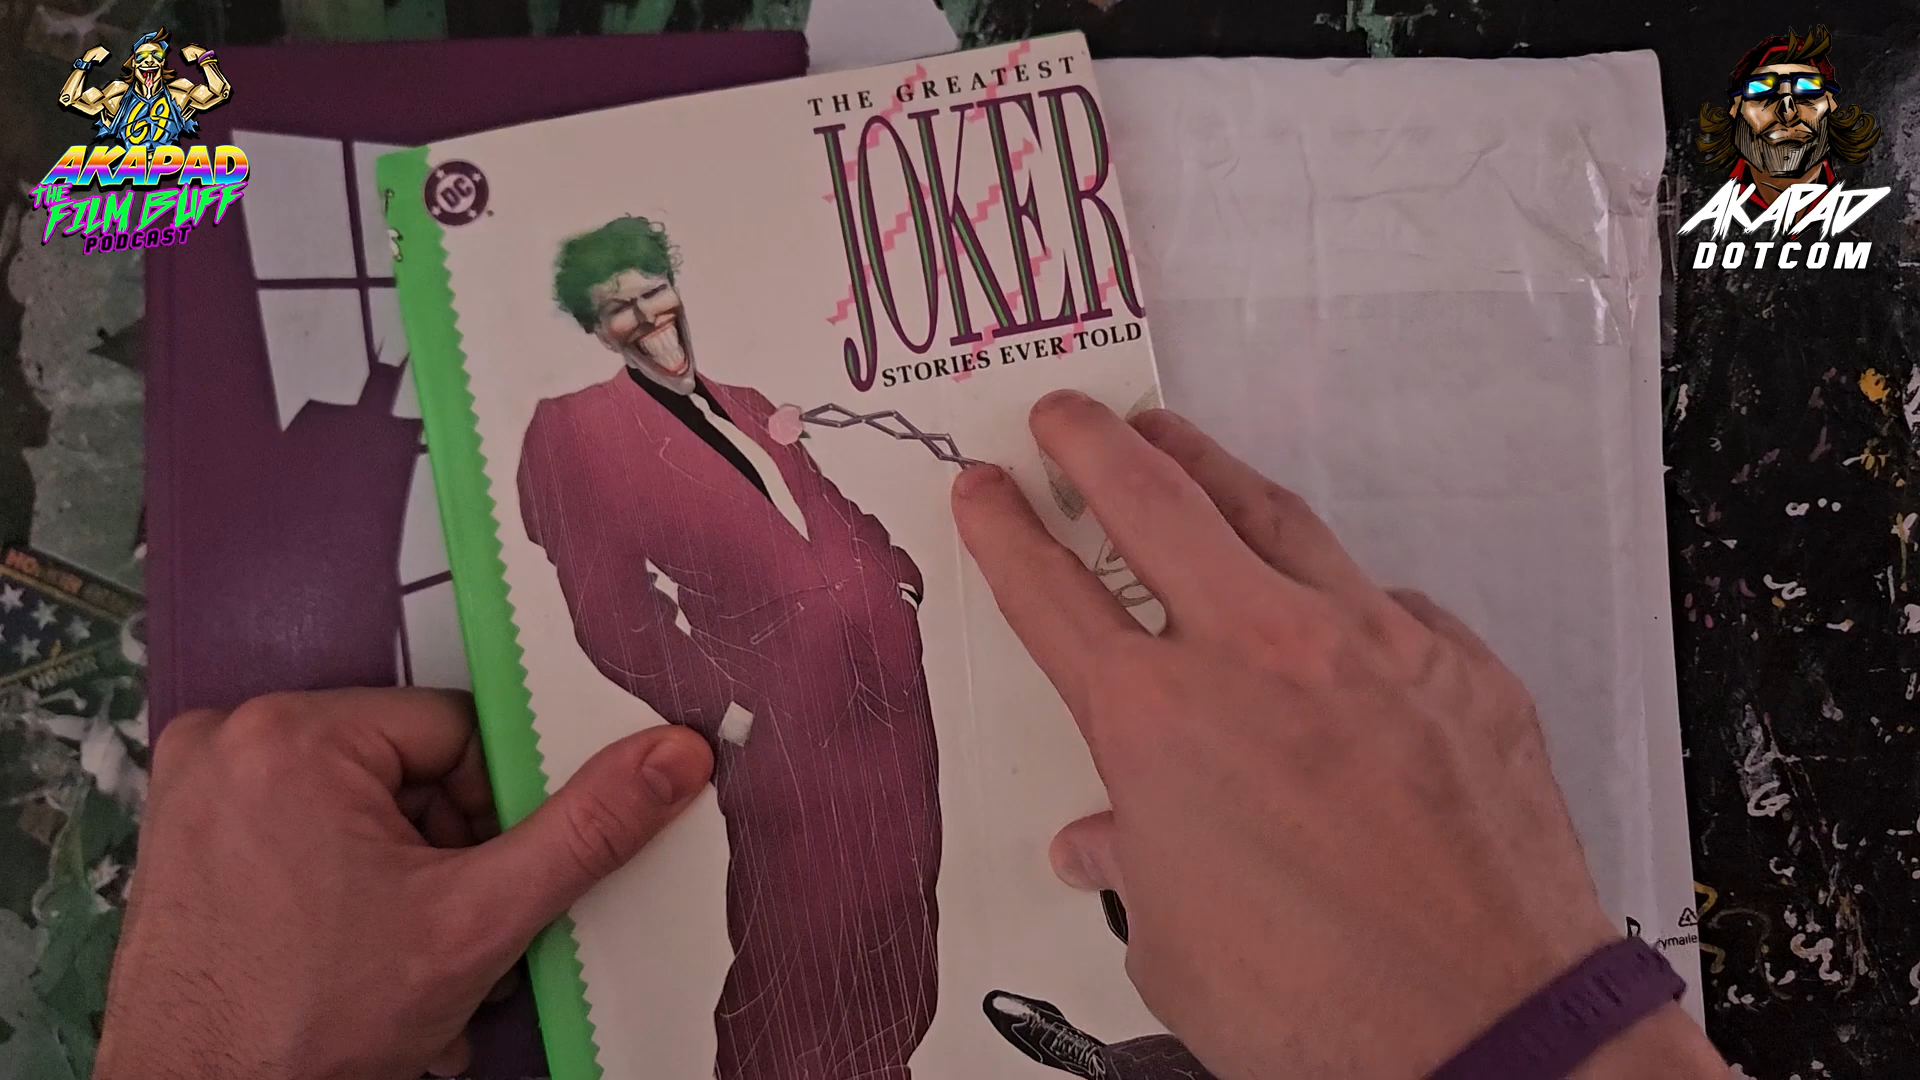 AKAPAD
THE
FILM BUFF
PODCAST
DC
THE GREATEST
JOKER
STORIES EVER TOLD
AKAPAD
DOTCOM